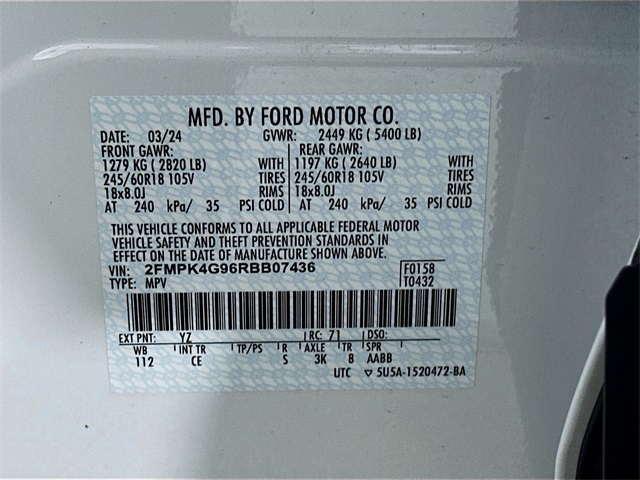 MFD. BY FORD MOTOR CO.
DATE: 03/24 GVWR: 2449 KG ( 5400 LB)
FRONT GAWR: REAR GAWR:
1279 KG ( 2820 LB) WITH 1197 KG ( 2640 LB) WITH
245/60R18 105V TIRES 245/60R18 105V TIRES
18x8.0J RIMS 18x8.0J RIMS
AT 240 kPa/ 35 PSI COLD AT 240 kPa/ 35 PSI COLD
THIS VEHICLE CONFORMS TO ALL APPLICABLE FEDERAL MOTOR
VEHICLE SAFETY AND THEFT PREVENTION STANDARDS IN
EFFECT ON THE DATE OF MANUFACTURE SHOWN ABOVE.
VIN: 2FMPK4G96RBB07436 F0158
TYPE: MPV T0432
EXT PNT: YZ RC: 71 DSO:
WB INT TR TP/PS R AXLE TR SPR
112 CE S 3K 8 AABB
UTC ▽ 5U5A-1520472-BA